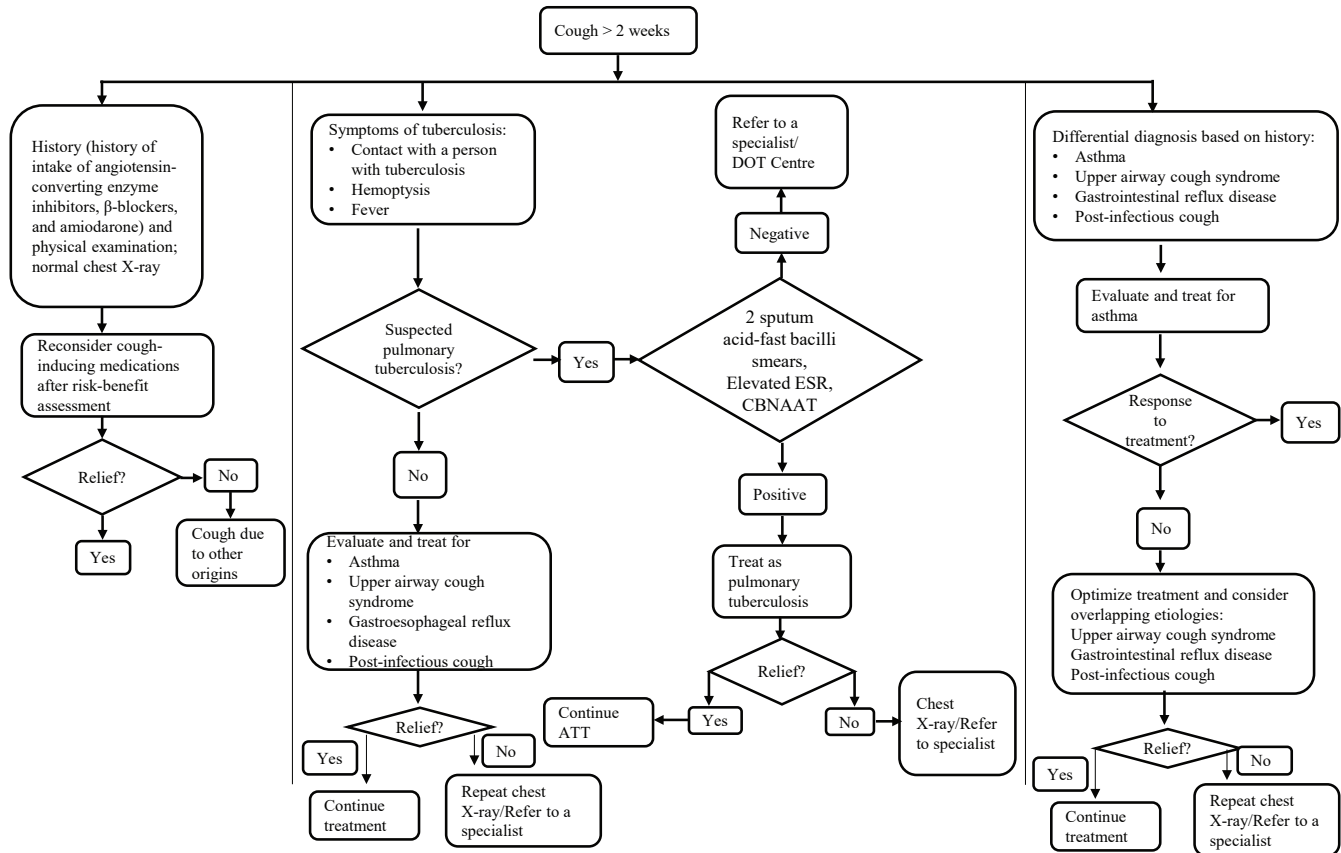 Cough > 2 weeks
History (history of
intake of angiotensin-
converting enzyme
inhibitors, β-blockers,
and amiodarone) and
physical examination;
normal chest X-ray
Reconsider cough-
inducing medications
after risk-benefit
assessment
Relief?
No
Yes
Cough due to
other
origins
Symptoms of tuberculosis:
• Contact with a person
with tuberculosis
• Hemoptysis
• Fever
Suspected
pulmonary
tuberculosis?
Yes
No
Evaluate and treat for
• Asthma
• Upper airway cough
syndrome
• Gastroesophageal reflux
disease
• Post-infectious cough
Relief?
Yes
No
Continue
treatment
Repeat chest
X-ray/Refer to a
specialist
Refer to a
specialist/
DOT Centre
Negative
2 sputum
acid-fast bacilli
smears,
Elevated ESR,
CBNAAT
Positive
Treat as
pulmonary
tuberculosis
Relief?
Yes
No
Continue
ATT
Chest
X-ray/Refer
to specialist
Differential diagnosis based on history:
• Asthma
• Upper airway cough syndrome
• Gastrointestinal reflux disease
• Post-infectious cough
Evaluate and treat for
asthma
Response
to
treatment?
Yes
No
Optimize treatment and consider
overlapping etiologies:
Upper airway cough syndrome
Gastrointestinal reflux disease
Post-infectious cough
Relief?
Yes
No
Continue
treatment
Repeat chest
X-ray/Refer to a
specialist